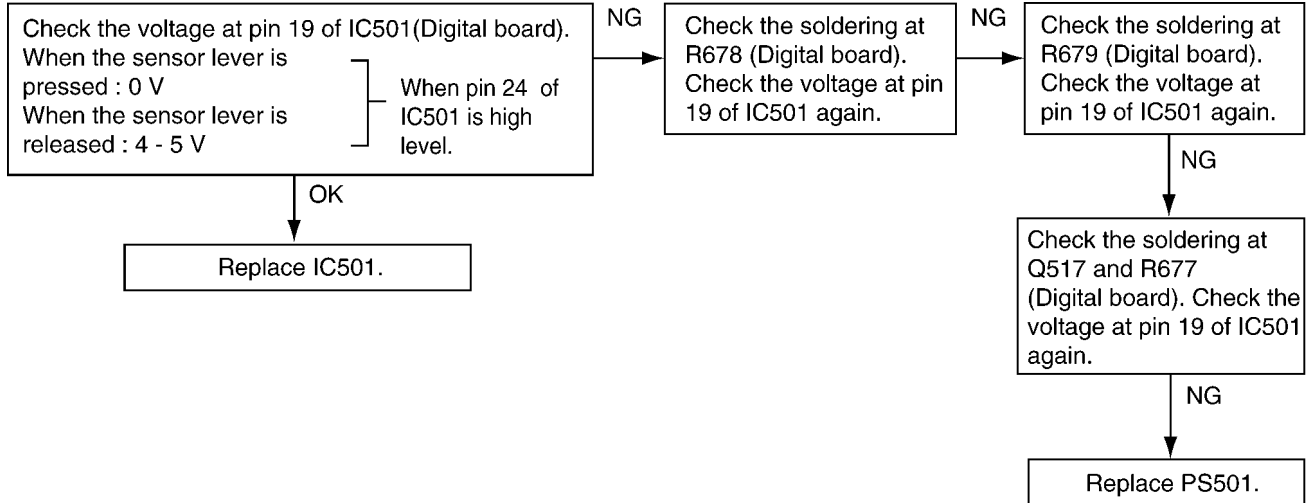 Check the voltage at pin 19 of IC501(Digital board).
When the sensor lever is
pressed : 0 V
When the sensor lever is
released : 4 - 5 V
When pin 24 of
IC501 is high
level.
NG
Check the soldering at
R678 (Digital board).
Check the voltage at pin
19 of IC501 again.
NG
Check the soldering at
R679 (Digital board).
Check the voltage at
pin 19 of IC501 again.
OK
Replace IC501.
NG
Check the soldering at
Q517 and R677
(Digital board). Check the
voltage at pin 19 of IC501
again.
NG
Replace PS501.